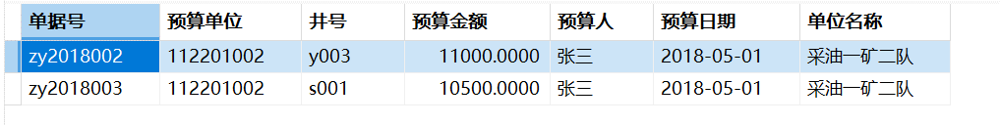 单据号 预算单位 井号 预算金额 预算人 预算日期 单位名称
zy2018002 112201002 y003 11000.0000 张三 2018-05-01 采油一矿二队
zy2018003 112201002 s001 10500.0000 张三 2018-05-01 采油一矿二队